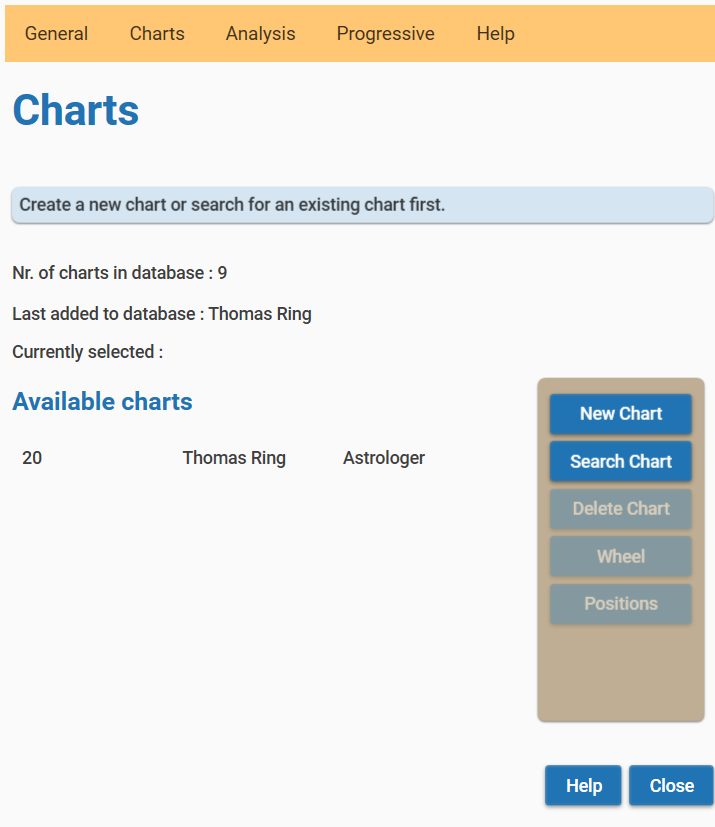 General Charts Analysis Progressive Help
Charts
Create a new chart or search for an existing chart first.
Nr. of charts in database : 9
Last added to database : Thomas Ring
Currently selected :
Available charts
20 Thomas Ring Astrologer
New Chart
Search Chart
Delete Chart
Wheel
Positions
Help Close